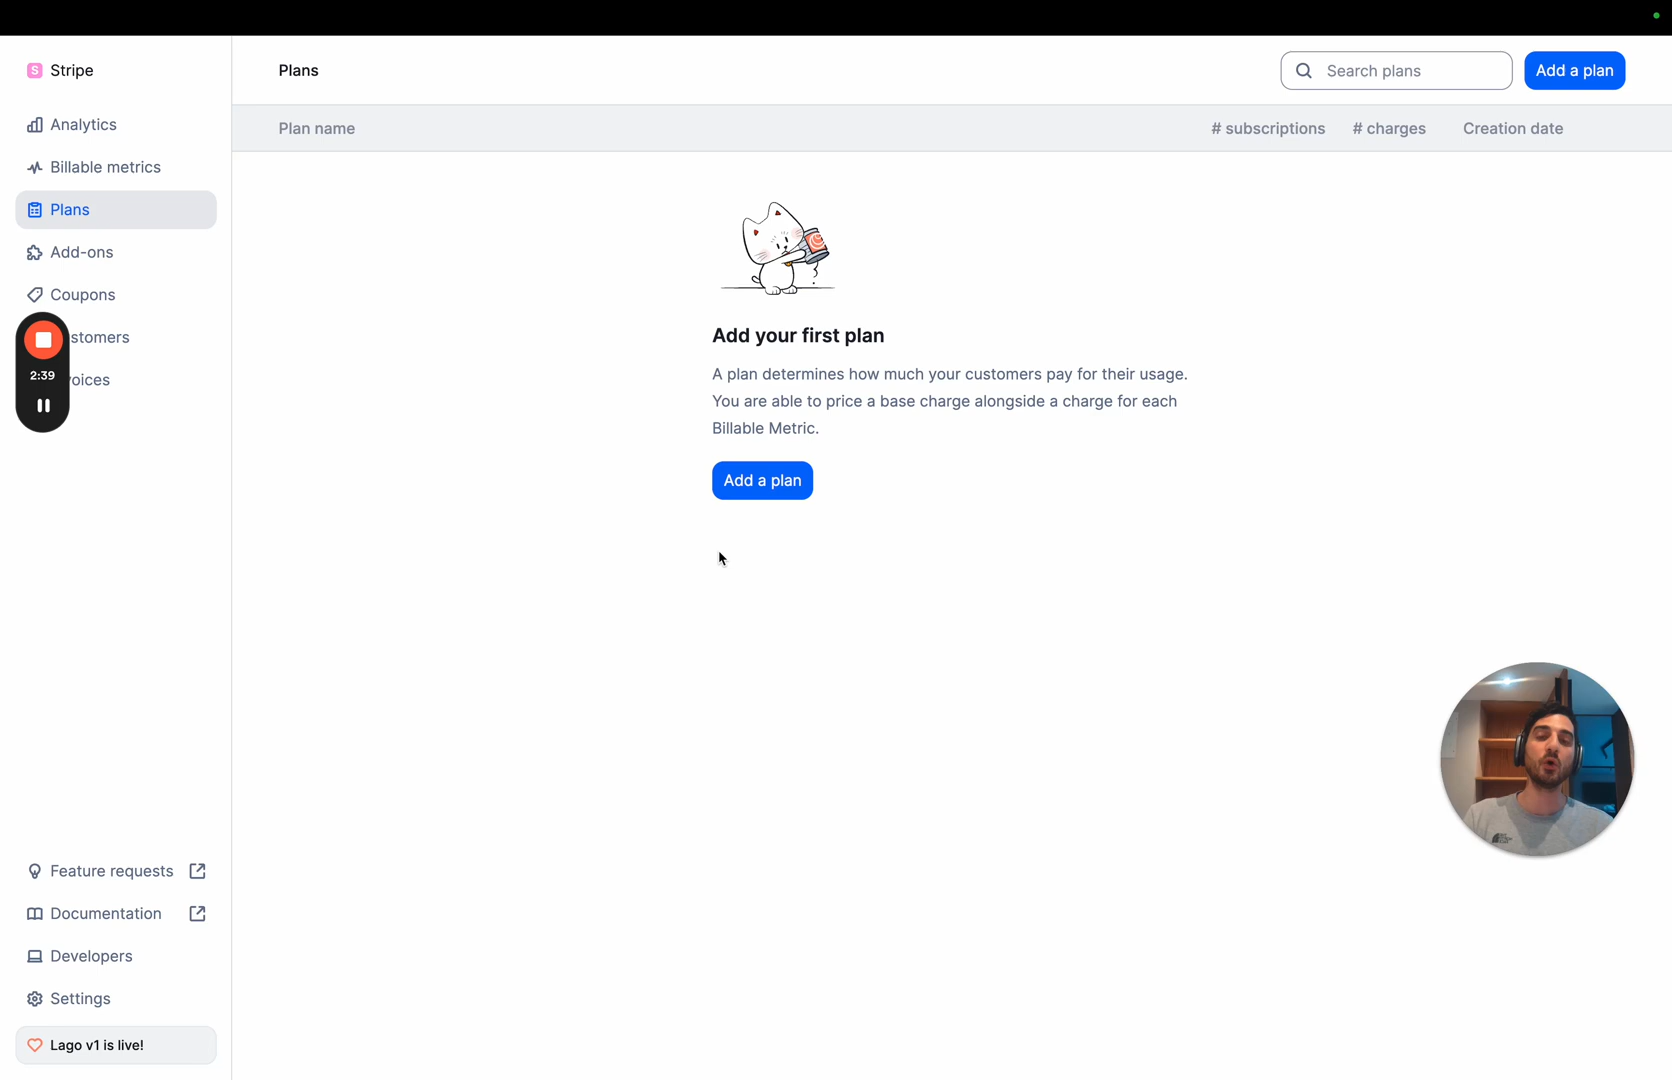 S Stripe
Analytics
Billable metrics
Plans
Add-ons
Coupons
stomers
2:39
voices
Feature requests
Documentation
Developers
Settings
Lago v1 is live!
Plans
Search plans
Add a plan
Plan name
# subscriptions
# charges
Creation date
Add your first plan
A plan determines how much your customers pay for their usage.
You are able to price a base charge alongside a charge for each
Billable Metric.
Add a plan